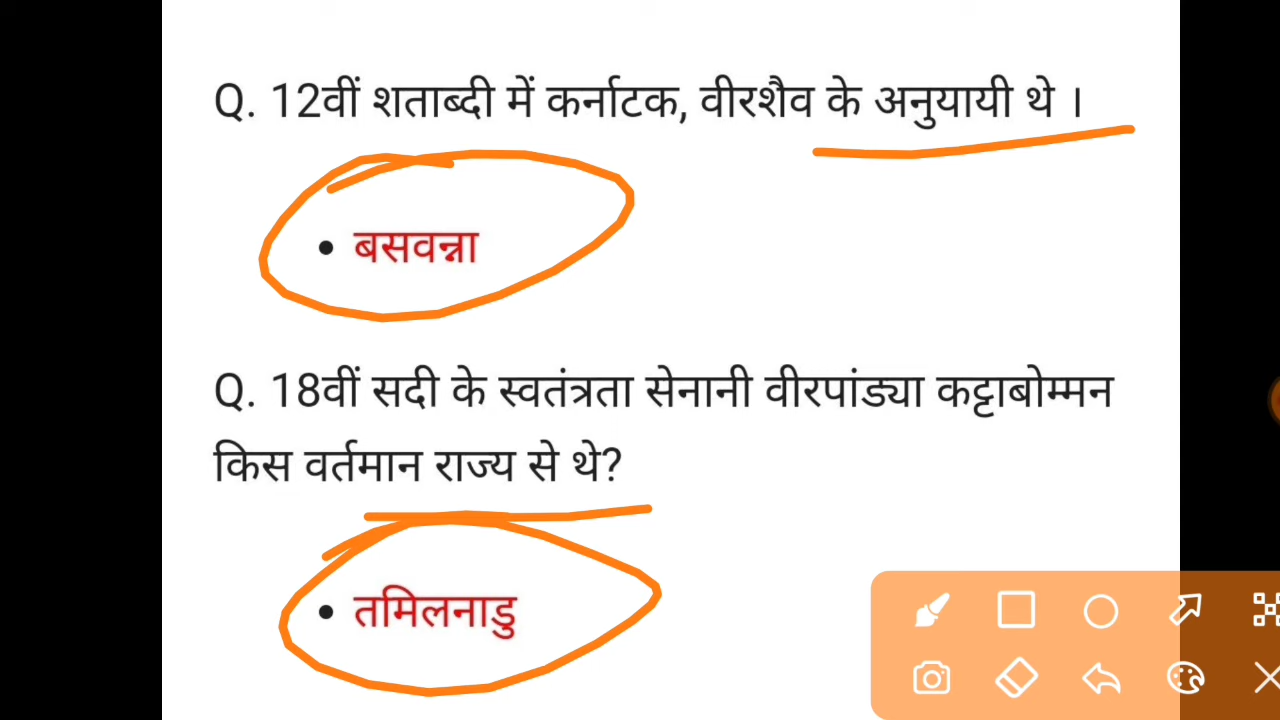 Q. 12वीं शताब्दी में कर्नाटक, वीरशैव के अनुयायी थे ।
• बसवन्ना
Q. 18वीं सदी के स्वतंत्रता सेनानी वीरपांड्या कट्टाबोम्मन
किस वर्तमान राज्य से थे?
• तमिलनाडु